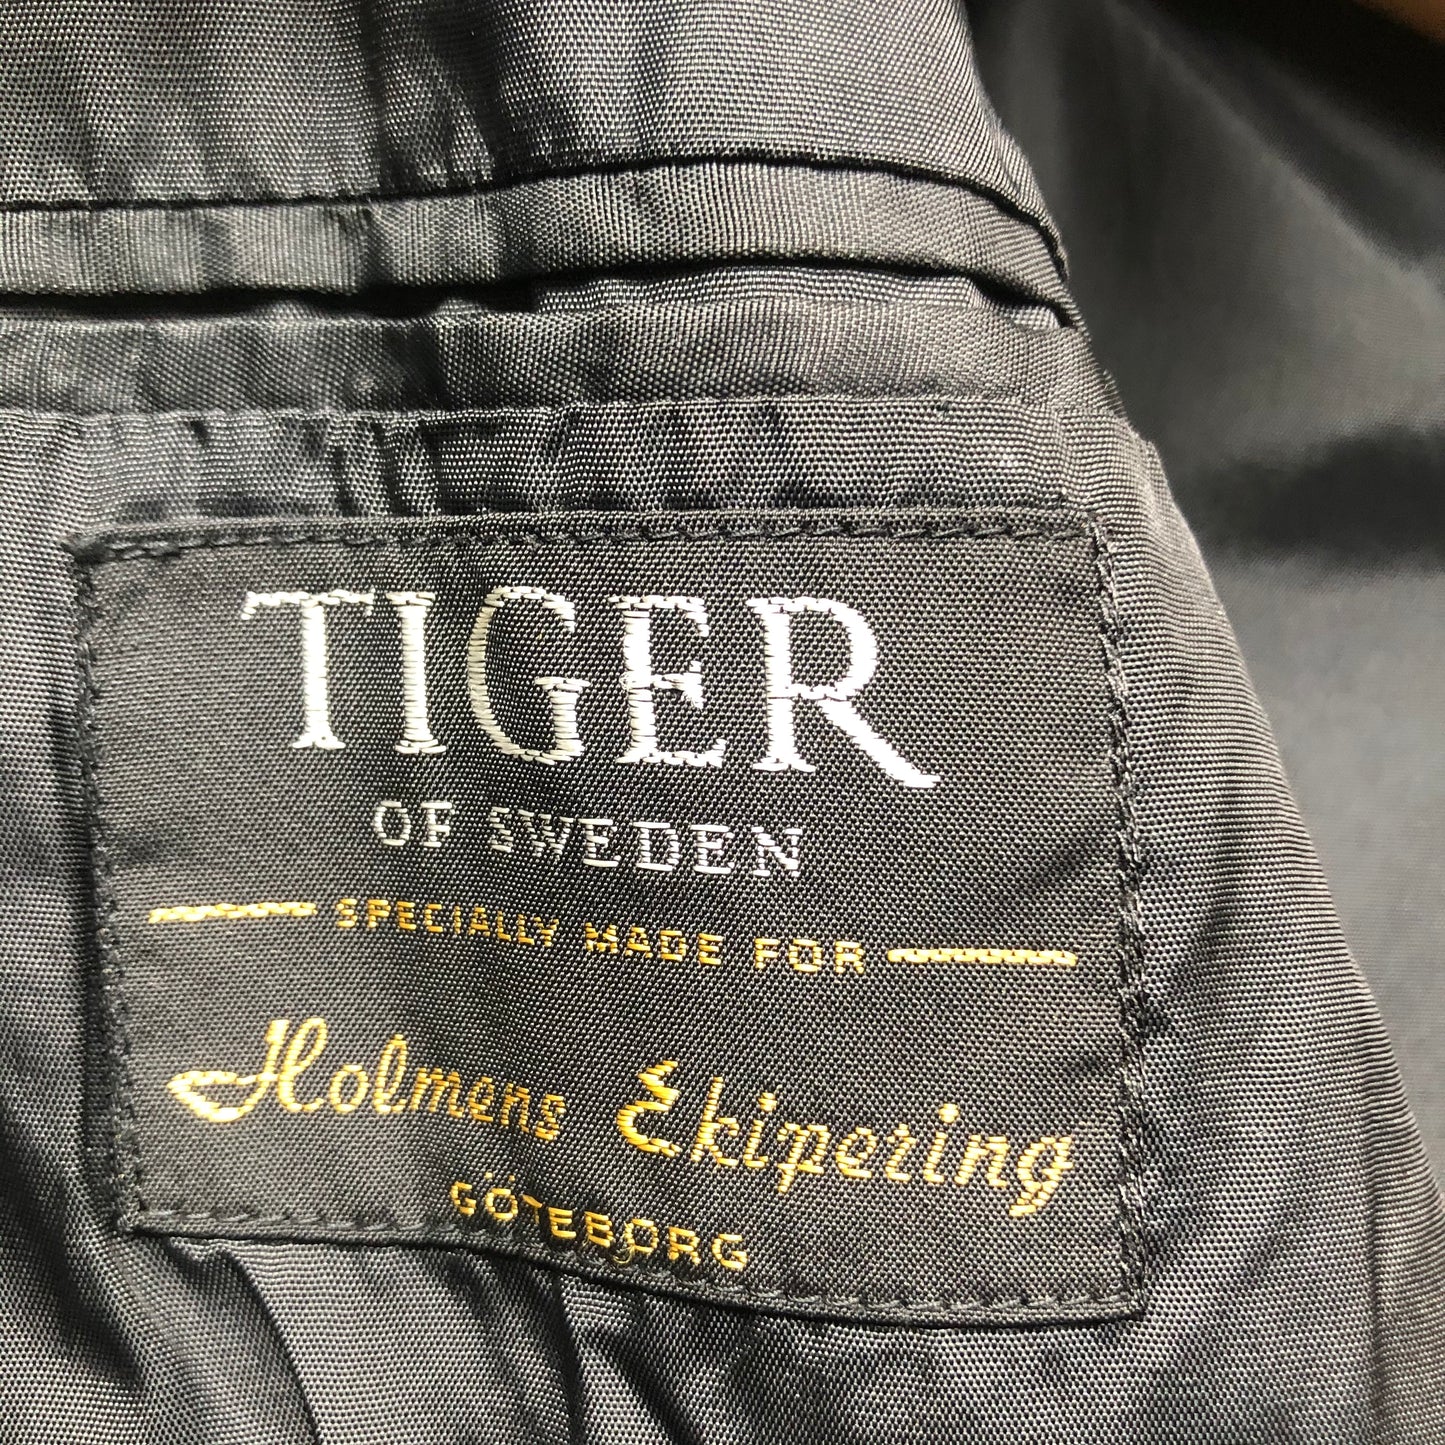 TIGER
OF SWEDEN
SPECIALLY MADE FOR
Holmens Ekipering
GÖTEBORG